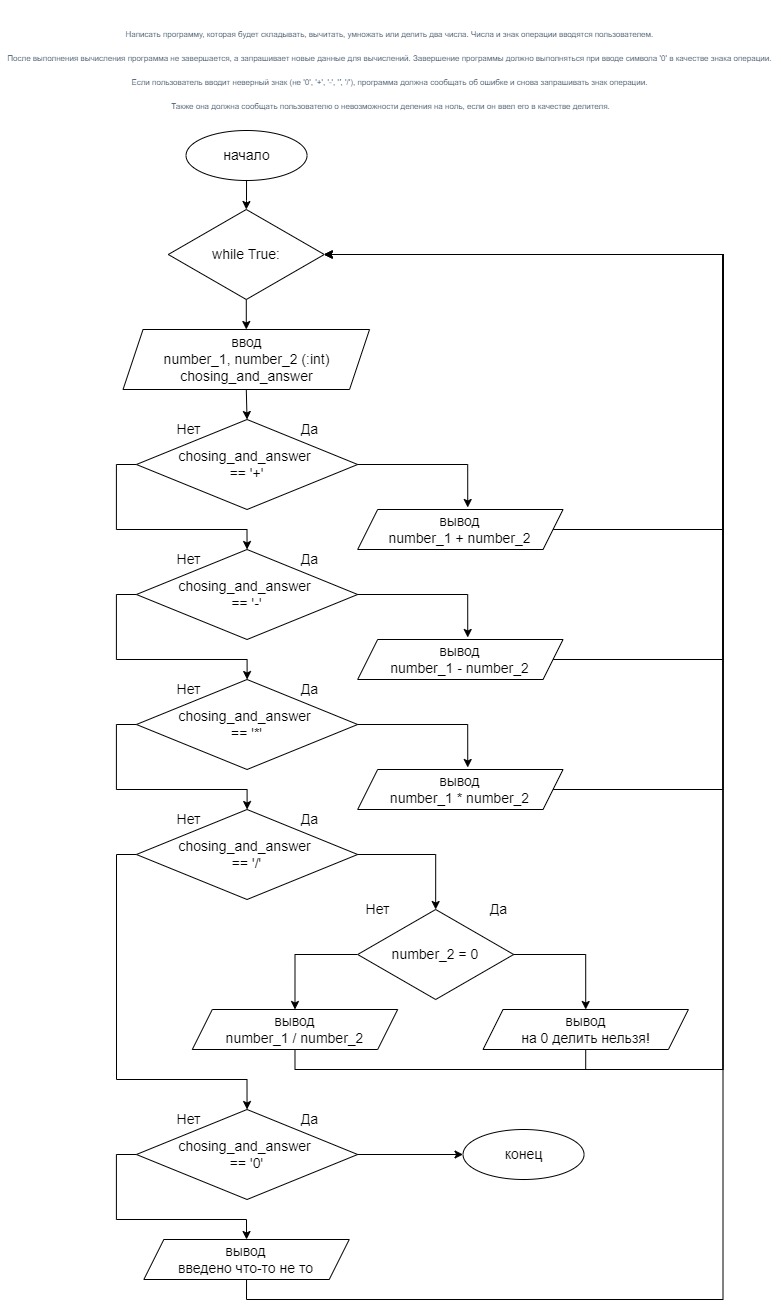 Написать программу, которая будет складывать, вычитать, умножать или делить два числа. Числа и знак операции вводятся пользователем.
После выполнения вычисления программа не завершается, а запрашивает новые данные для вычислений. Завершение программы должно выполняться при вводе символа '0' в качестве знака операции.
Если пользователь вводит неверный знак (не '0', '+', '-', '*', '/'), программа должна сообщать об ошибке и снова запрашивать знак операции.
Также она должна сообщать пользователю о невозможности деления на ноль, если он ввел его в качестве делителя.
начало
while True:
ввод
number_1, number_2 (:int)
chosing_and_answer
Нет
Да
chosing_and_answer
== '+'
вывод
number_1 + number_2
Нет
Да
chosing_and_answer
== '-'
вывод
number_1 - number_2
Нет
Да
chosing_and_answer
== '*'
вывод
number_1 * number_2
Нет
Да
chosing_and_answer
== '/'
Нет
Да
number_2 = 0
вывод
number_1 / number_2
вывод
на 0 делить нельзя!
Нет
Да
chosing_and_answer
== '0'
конец
вывод
введено что-то не то